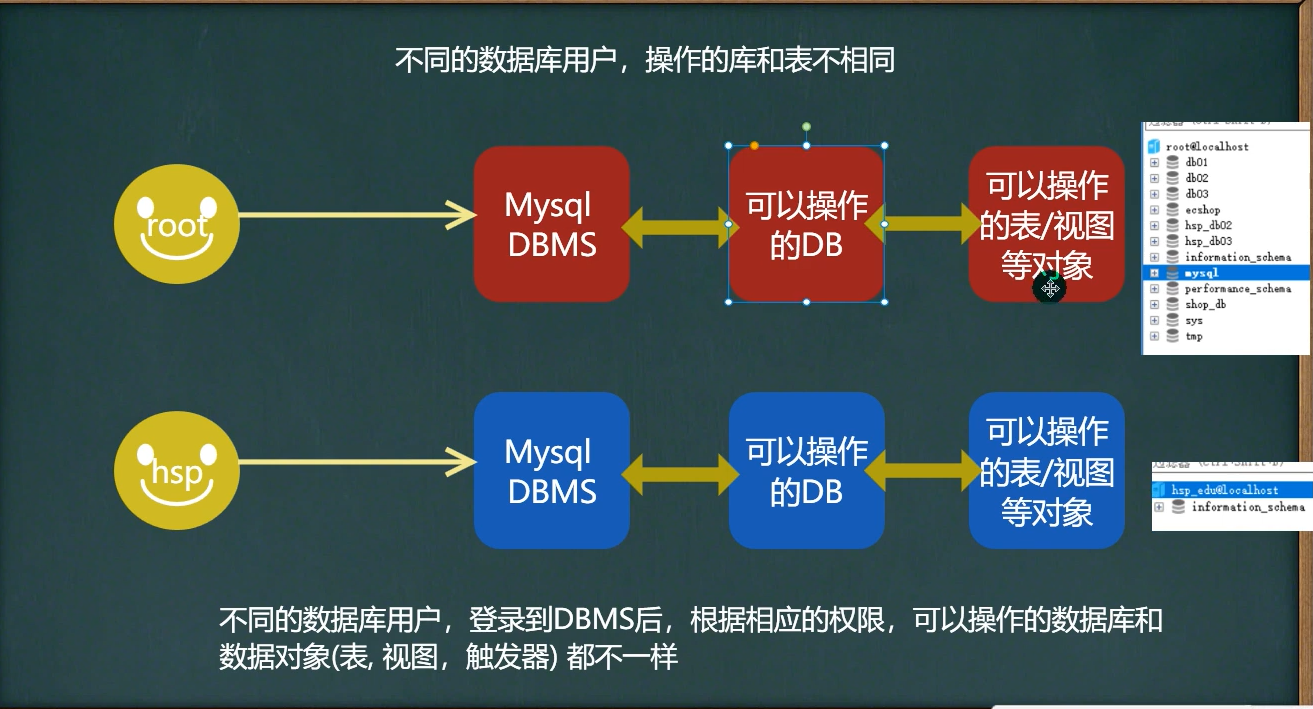 不同的数据库用户，操作的库和表不相同
root
Mysql
DBMS
可以操作
的DB
可以操作
的表/视图
等对象
root@localhost
db01
db02
db03
ecshop
hsp_db02
hsp_db03
information_schema
mysql
performance_schema
shop_db
sys
tmp
hsp
Mysql
DBMS
可以操作
的DB
可以操作
的表/视图
等对象
hsp_edu@localhost
information_schema
不同的数据库用户，登录到DBMS后，根据相应的权限，可以操作的数据库和
数据对象(表, 视图，触发器) 都不一样